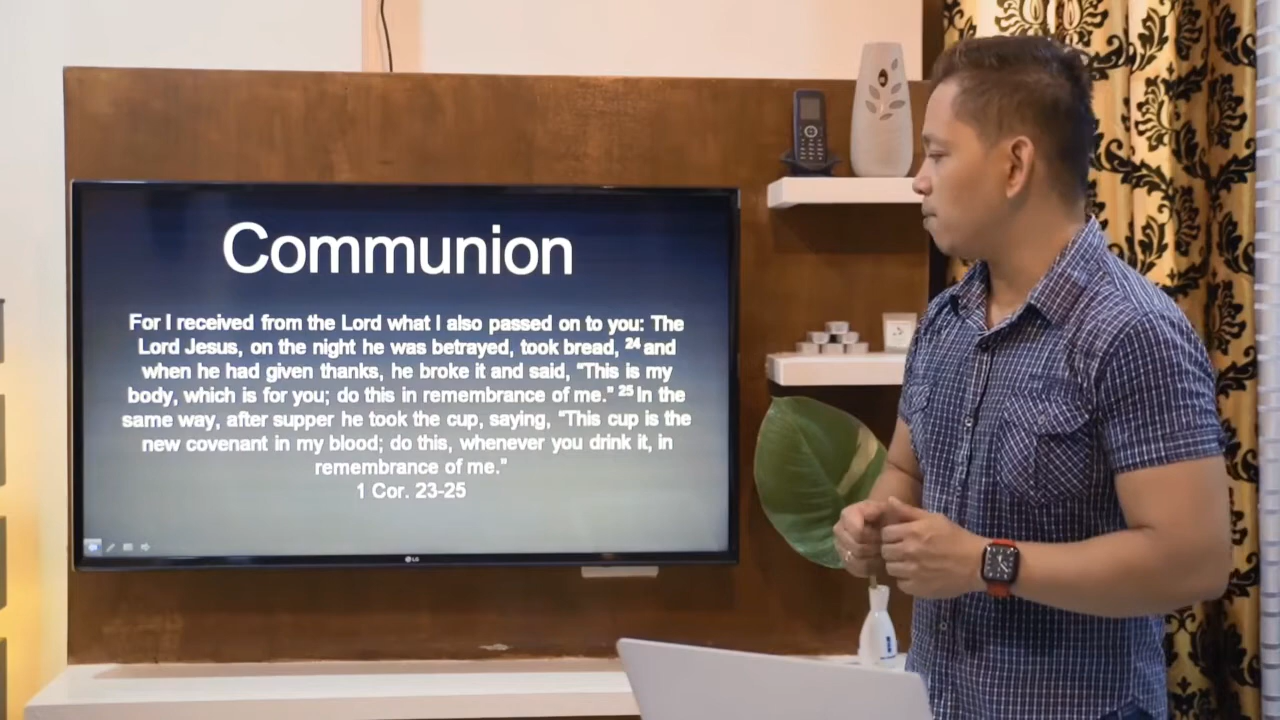 Communion
For I received from the Lord what I also passed on to you: The
Lord Jesus, on the night he was betrayed, took bread, 24 and
when he had given thanks, he broke it and said, "This is my
body, which is for you; do this in remembrance of me." 25 In the
same way, after supper he took the cup, saying, "This cup is the
new covenant in my blood; do this, whenever you drink it, in
remembrance of me."
1 Cor. 23-25
LG